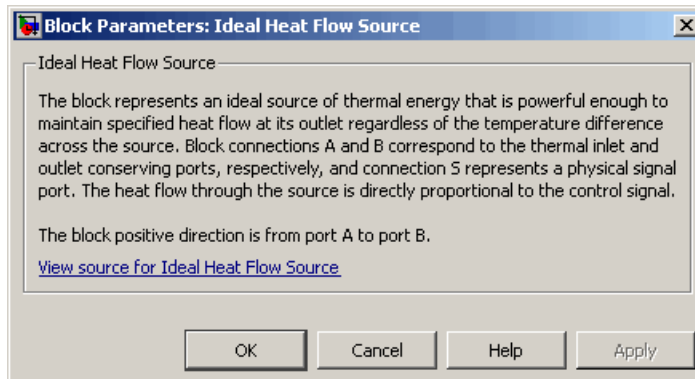 Block Parameters: Ideal Heat Flow Source
Ideal Heat Flow Source
The block represents an ideal source of thermal energy that is powerful enough to
maintain specified heat flow at its outlet regardless of the temperature difference
across the source. Block connections A and B correspond to the thermal inlet and
outlet conserving ports, respectively, and connection S represents a physical signal
port. The heat flow through the source is directly proportional to the control signal.
The block positive direction is from port A to port B.
View source for Ideal Heat Flow Source
OK Cancel Help Apply